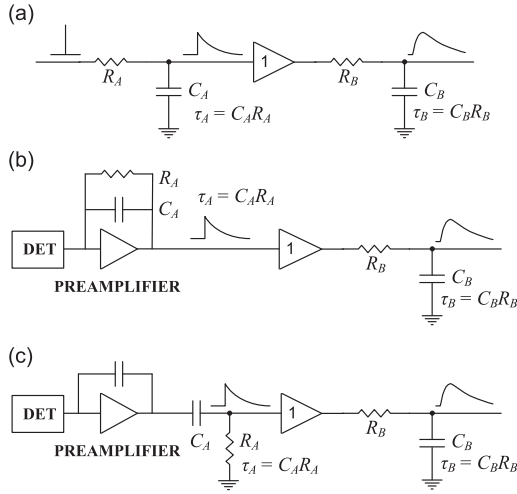 (a)
R_A
C_A
τ_A = C_A R_A
1
R_B
C_B
τ_B = C_B R_B
(b)
R_A
C_A
τ_A = C_A R_A
DET
PREAMPLIFIER
1
R_B
C_B
τ_B = C_B R_B
(c)
DET
PREAMPLIFIER
C_A
R_A
τ_A = C_A R_A
1
R_B
C_B
τ_B = C_B R_B